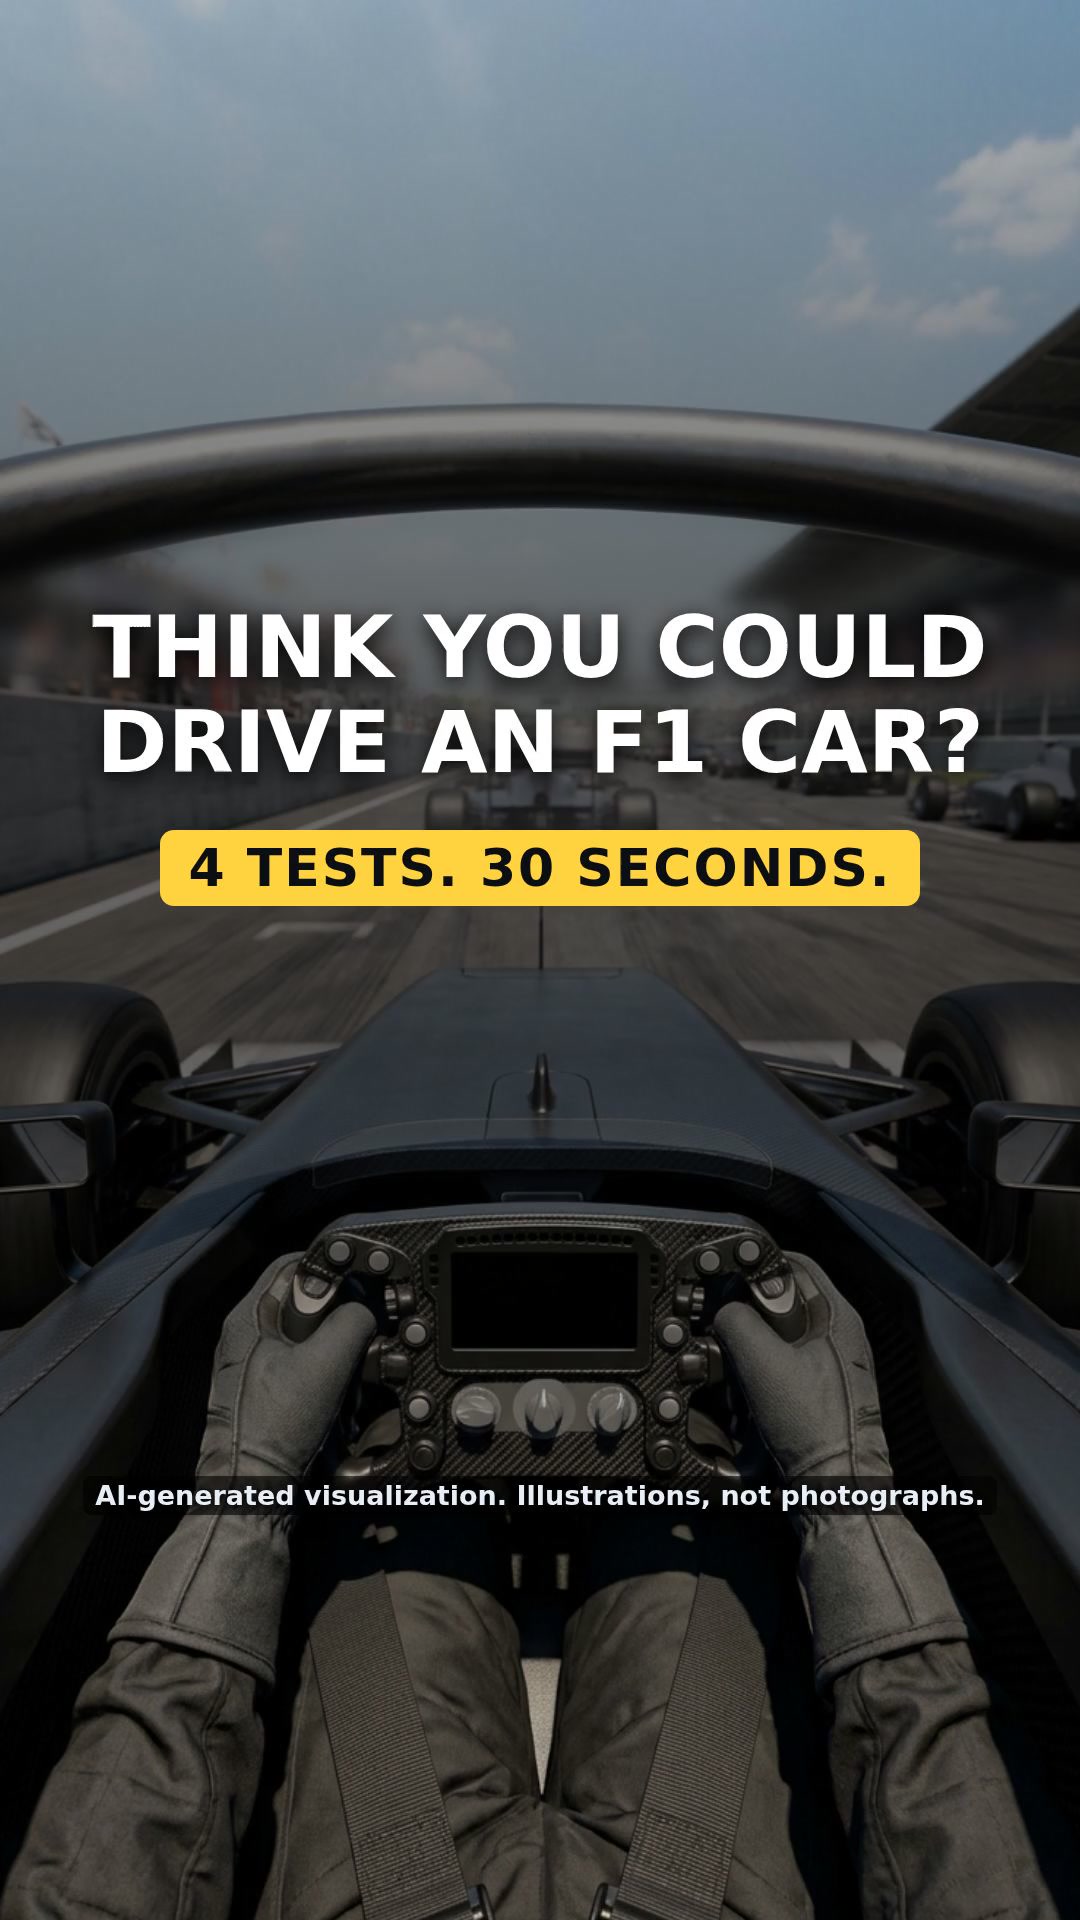 THINK YOU COULD
DRIVE AN F1 CAR?
4 TESTS. 30 SECONDS.
AI-generated visualization. Illustrations, not photographs.